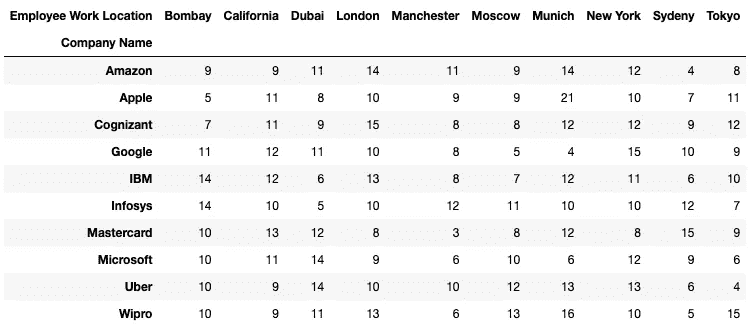 Employee Work Location Bombay California Dubai London Manchester Moscow Munich New York Sydeny Tokyo
Company Name
Amazon 9 9 11 14 11 9 14 12 4 8
Apple 5 11 8 10 9 9 21 10 7 11
Cognizant 7 11 9 15 8 8 12 12 9 12
Google 11 12 11 10 8 5 4 15 10 9
IBM 14 12 6 13 8 7 12 11 6 10
Infosys 14 10 5 10 12 11 10 10 12 7
Mastercard 10 13 12 8 3 8 12 8 15 9
Microsoft 10 11 14 9 6 10 6 12 9 6
Uber 10 9 14 10 10 12 13 13 6 4
Wipro 10 9 11 13 6 13 16 10 5 15